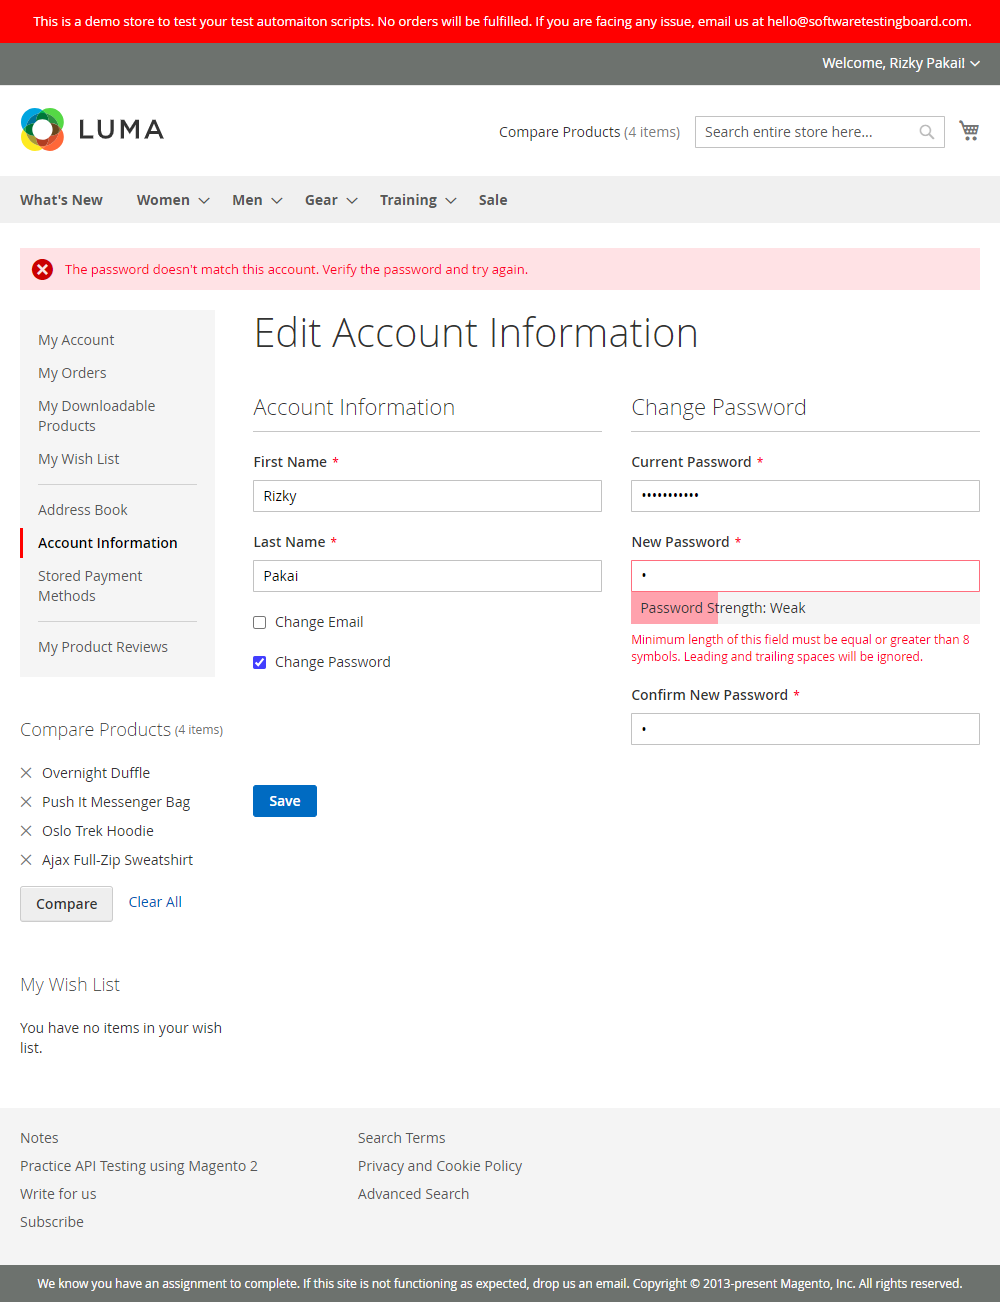 This is a demo store to test your test automaiton scripts. No orders will be fulfilled. If you are facing any issue, email us at hello@softwaretestingboard.com.
Welcome, Rizky Pakai!
LUMA
Compare Products (4 items)
Search entire store here...
What's New
Women
Men
Gear
Training
Sale
The password doesn't match this account. Verify the password and try again.
My Account
My Orders
My Downloadable
Products
My Wish List
Address Book
Account Information
Stored Payment
Methods
My Product Reviews
Compare Products (4 items)
Overnight Duffle
Push It Messenger Bag
Oslo Trek Hoodie
Ajax Full-Zip Sweatshirt
Compare
Clear All
My Wish List
You have no items in your wish
list.
Edit Account Information
Account Information
First Name *
Rizky
Last Name *
Pakai
Change Email
Change Password
Change Password
Current Password *
•••••••••••
New Password *
•
Password Strength: Weak
Minimum length of this field must be equal or greater than 8
symbols. Leading and trailing spaces will be ignored.
Confirm New Password *
•
Save
Notes
Practice API Testing using Magento 2
Write for us
Subscribe
Search Terms
Privacy and Cookie Policy
Advanced Search
We know you have an assignment to complete. If this site is not functioning as expected, drop us an email. Copyright © 2013-present Magento, Inc. All rights reserved.